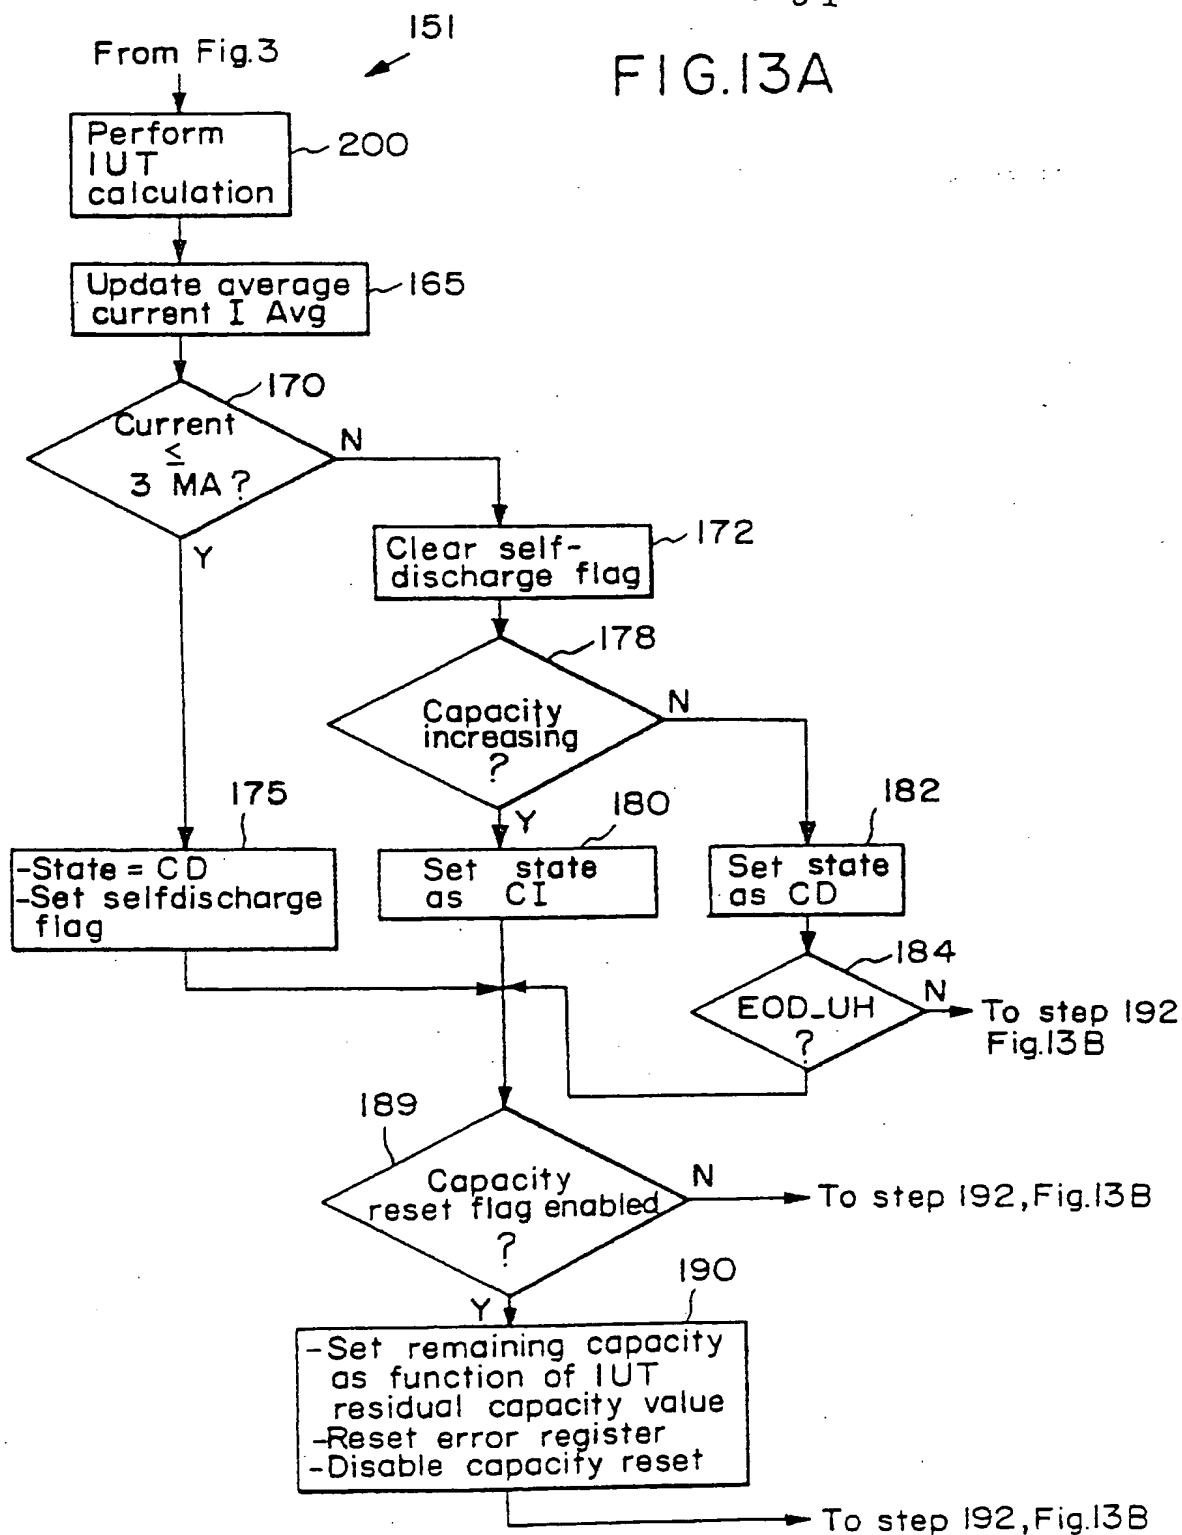 151
From Fig.3
FIG.13A
Perform
IUT
calculation
200
Update average
current I Avg
165
170
Current
≤
3 MA?
N
Y
Clear self-
discharge flag
172
178
Capacity
increasing
?
N
Y
175
-State = CD
-Set selfdischarge
flag
180
Set state
as CI
182
Set state
as CD
184
EOD_UH
?
N
To step 192
Fig.13B
189
Capacity
reset flag enabled
?
N
To step 192,Fig.13B
Y
190
-Set remaining capacity
as function of IUT
residual capacity value
-Reset error register
-Disable capacity reset
To step 192,Fig.13B